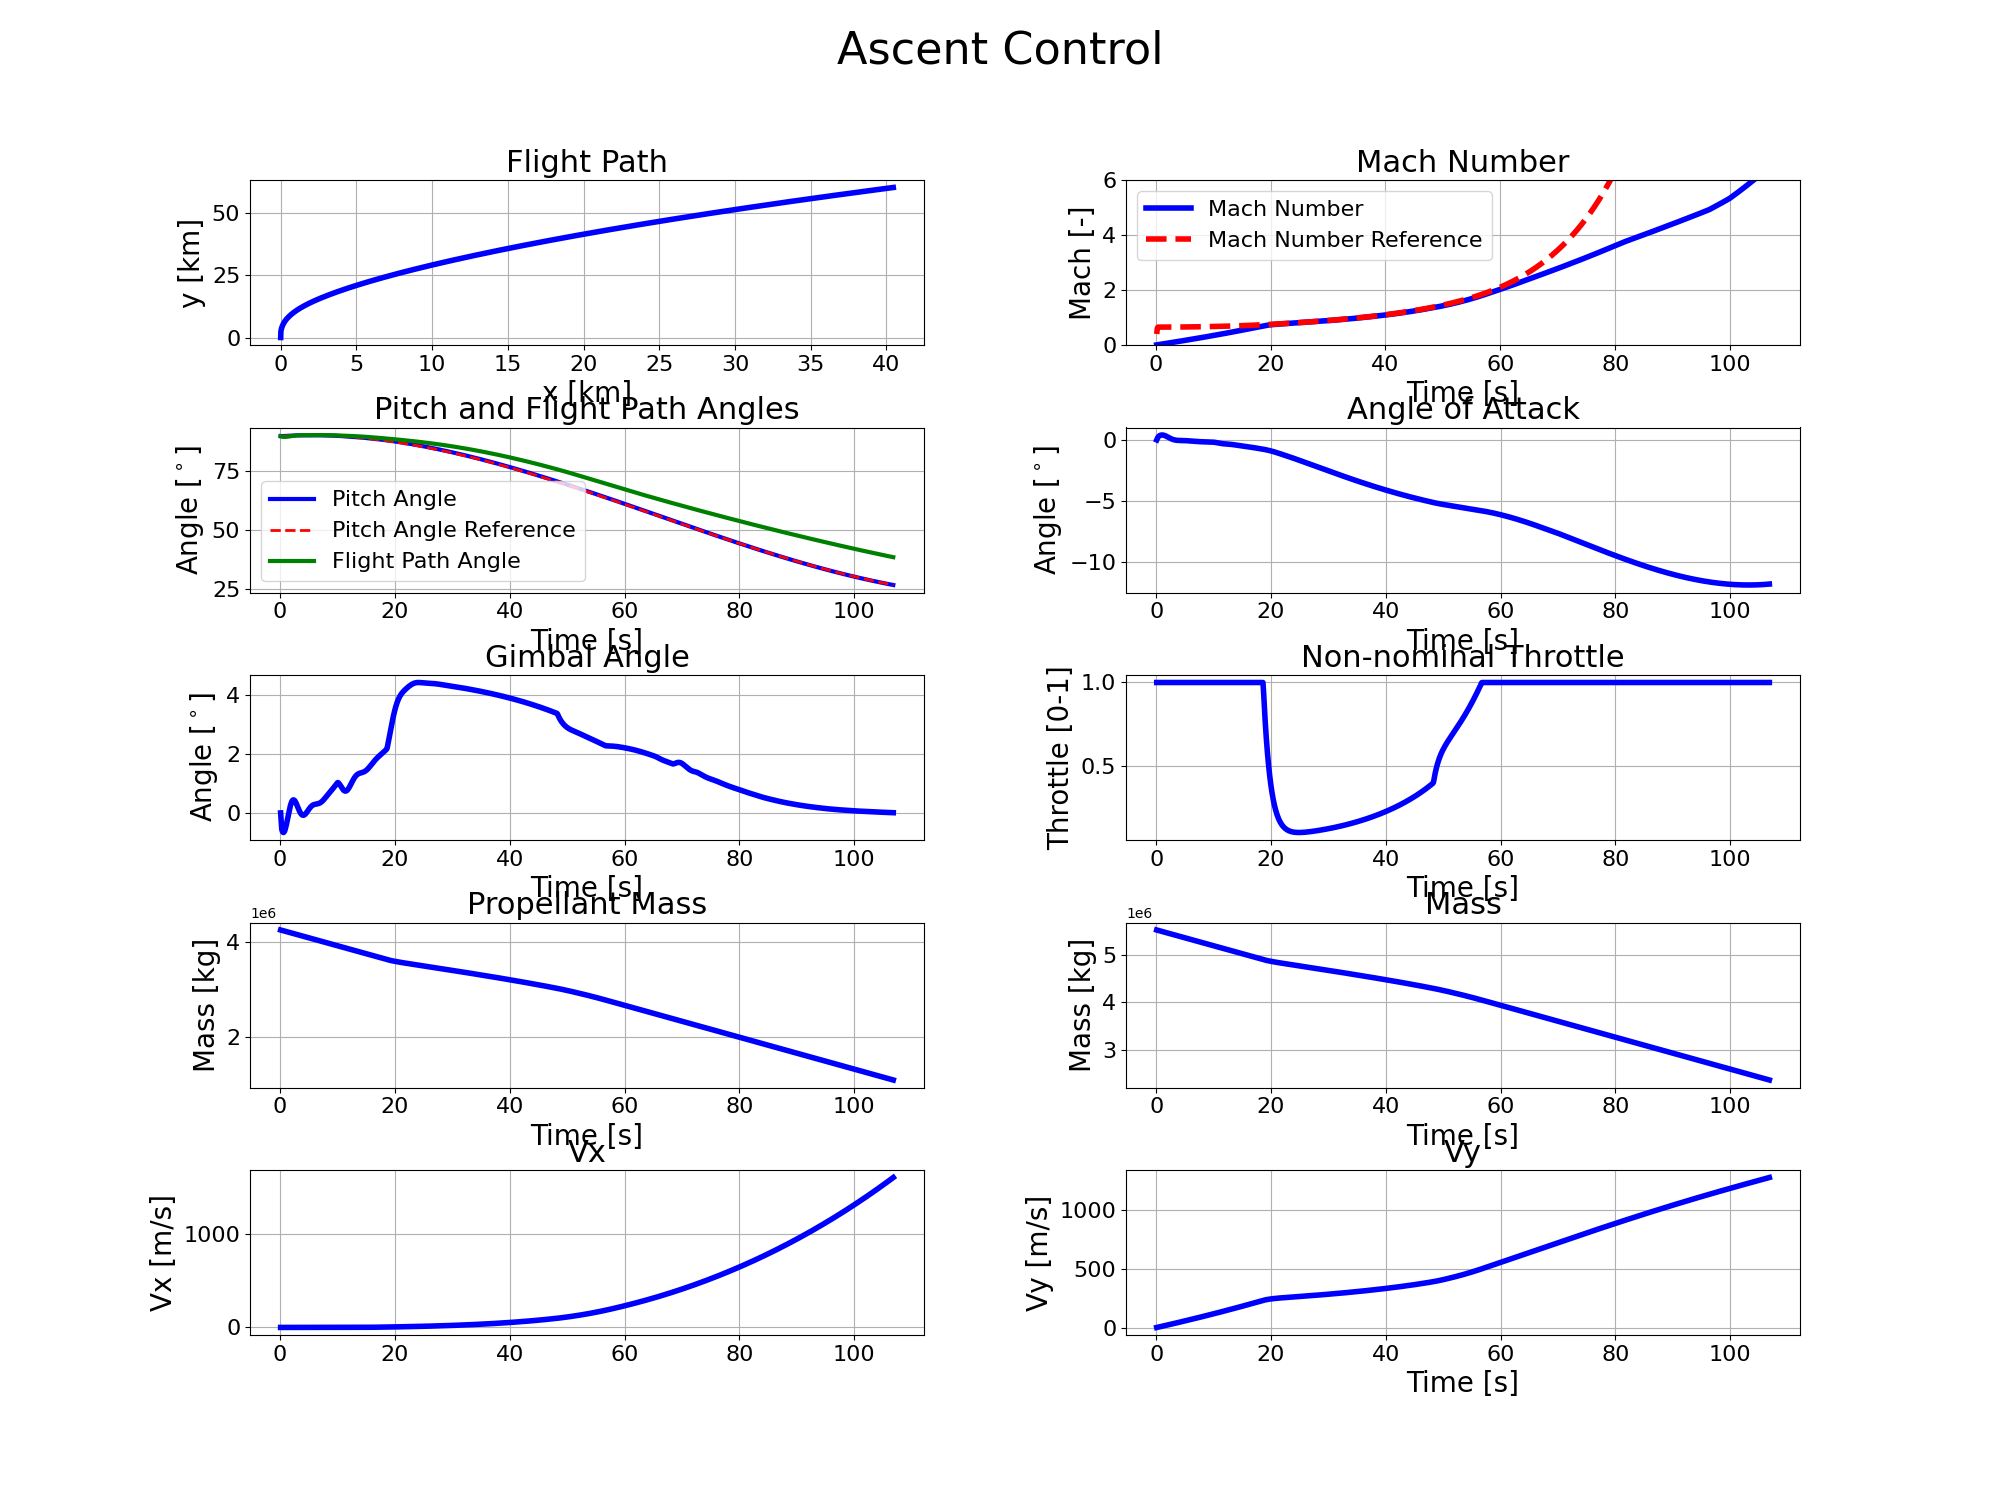 Ascent Control
Flight Path
y [km]
50
25
0
0 5 10 15 20 25 30 35 40
x [km]
Mach Number
Mach [-]
6
4
2
0
Mach Number
Mach Number Reference
0 20 40 60 80 100
Time [s]
Pitch and Flight Path Angles
Angle [°]
75
50
25
Pitch Angle
Pitch Angle Reference
Flight Path Angle
0 20 40 60 80 100
Time [s]
Angle of Attack
Angle [°]
0
−5
−10
0 20 40 60 80 100
Time [s]
Gimbal Angle
Angle [°]
4
2
0
0 20 40 60 80 100
Time [s]
Non-nominal Throttle
Throttle [0-1]
1.0
0.5
0 20 40 60 80 100
Time [s]
Propellant Mass
1e6
Mass [kg]
4
2
0 20 40 60 80 100
Time [s]
Mass
1e6
Mass [kg]
5
4
3
0 20 40 60 80 100
Time [s]
Vx
Vx [m/s]
1000
0
0 20 40 60 80 100
Vy
Vy [m/s]
1000
500
0
0 20 40 60 80 100
Time [s]